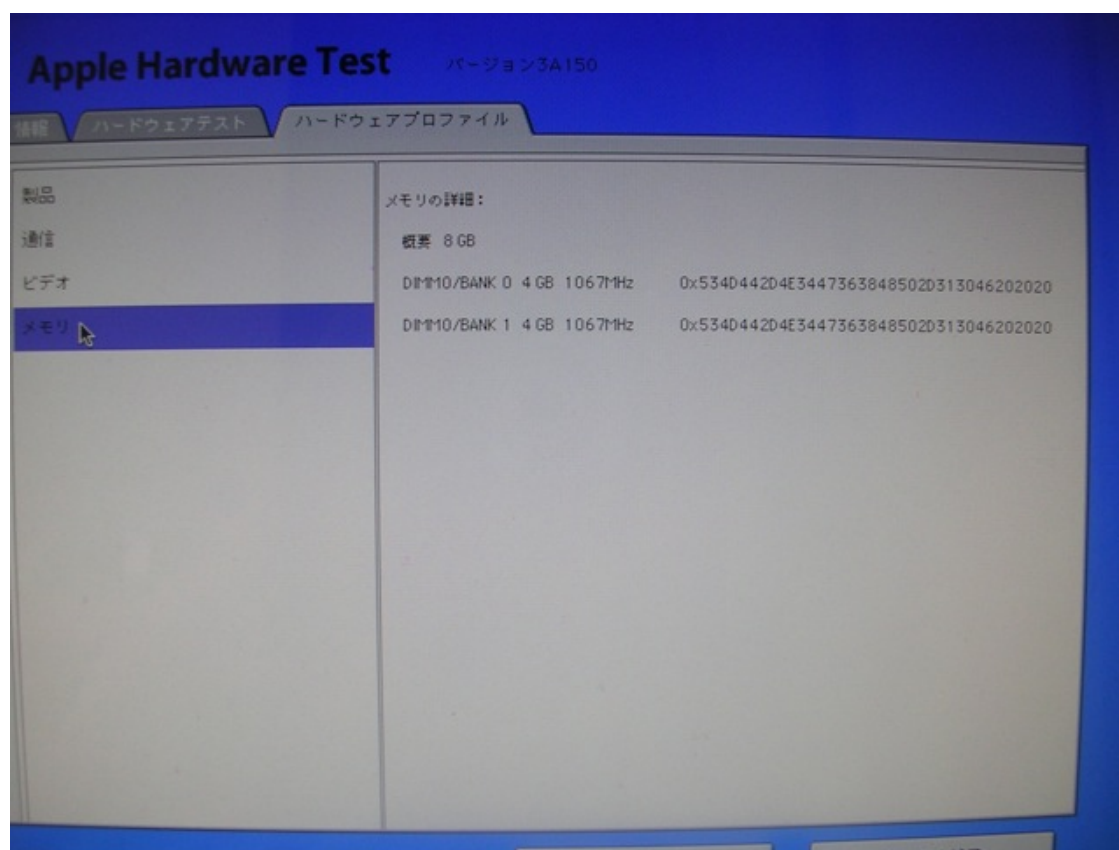 Apple Hardware Test バージョン3A150
情報 ハードウェアテスト ハードウェアプロファイル
製品
通信
ビデオ
メモリ
メモリの詳細：
概要 8 GB
DIMM0/BANK 0 4 GB 1067MHz 0x534D442D4E3447363848502D313046202020
DIMM0/BANK 1 4 GB 1067MHz 0x534D442D4E3447363848502D313046202020